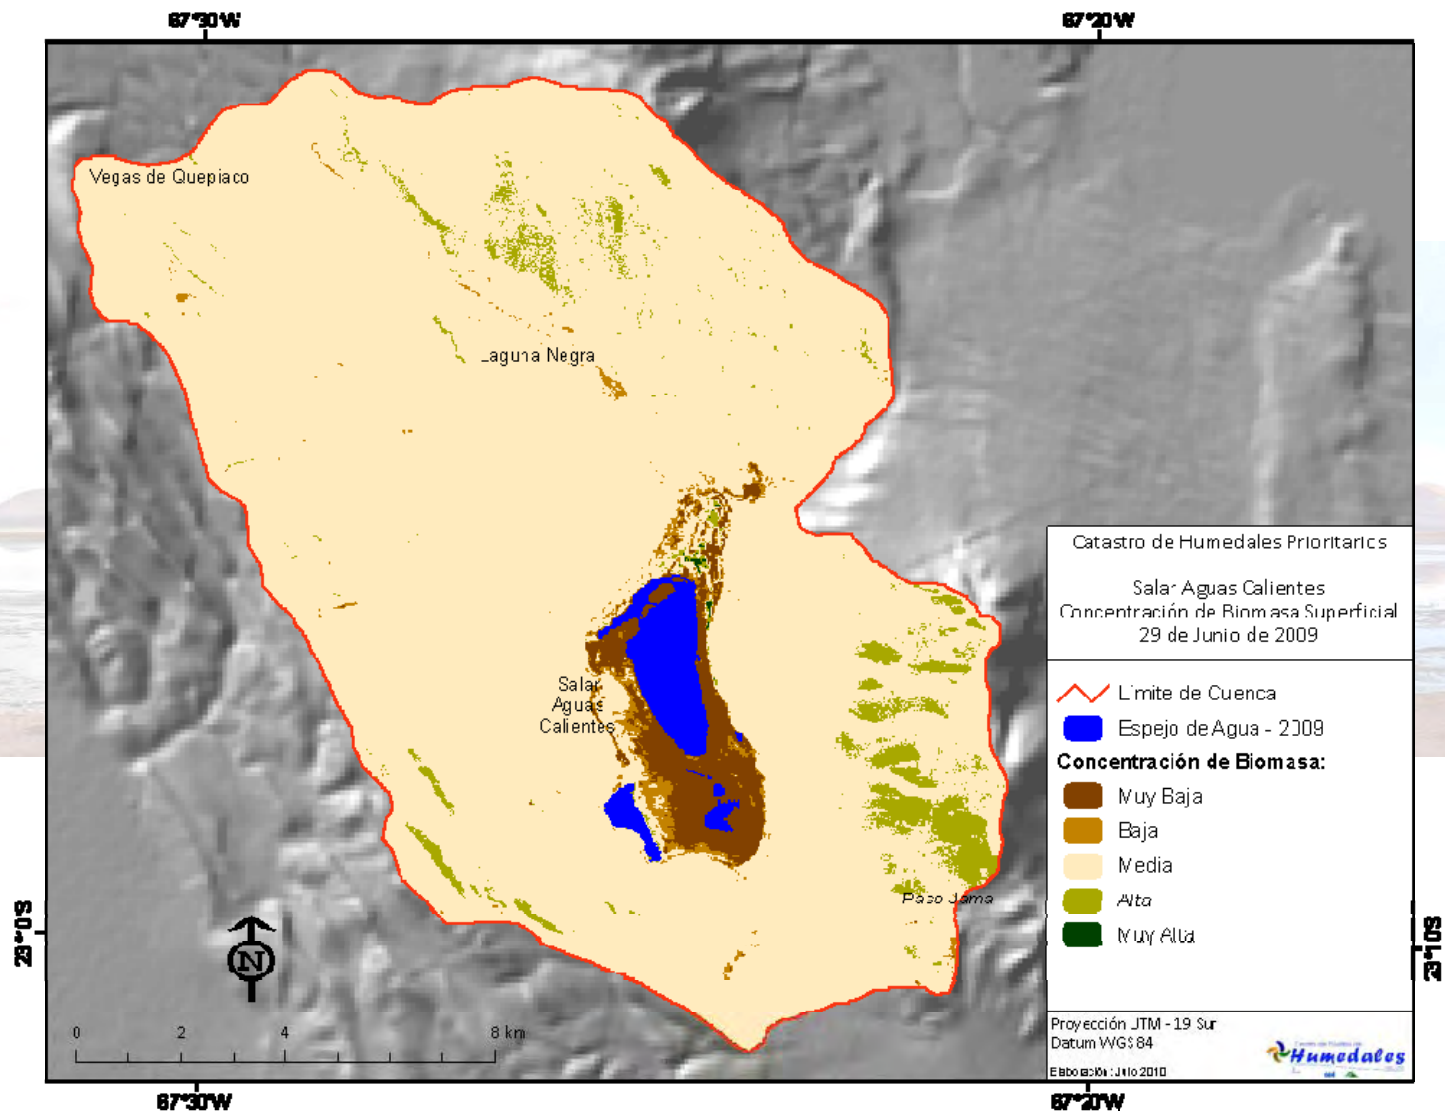 67°30'W 67°20'W
Vegas de Quepiaco
Laguna Negra
Salar
Aguas
Calientes
Paso Jama
Catastro de Humedales Prioritarios
Salar Aguas Calientes
Concentración de Biomasa Superficial
29 de Junio de 2009
Límite de Cuenca
Espejo de Agua - 2009
Concentración de Biomasa:
Muy Baja
Baja
Media
Alta
Muy Alta
N
0 2 4 8 km
Proyección UTM - 19 Sur
Datum WGS 84
Elaboración: Julio 2010
Humedales
23°10'S
67°30'W 67°20'W